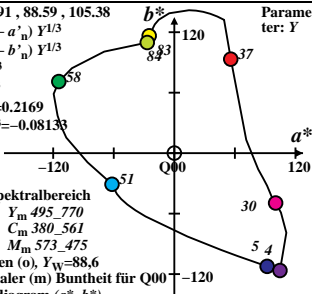 91 , 88.59 , 105.38
b*
– a’n) Y1/3
– b’n) Y1/3
Parame-
ter: Y
120
83
84
37
58
=0.2169
=–0.08133
a*
–120
Q00
120
51
30
pektralbereich
Ym 495_770
Cm 380_561
Mm 573_475
5 4
en (o), YW=88,6
aler (m) Buntheit für Q00
–120